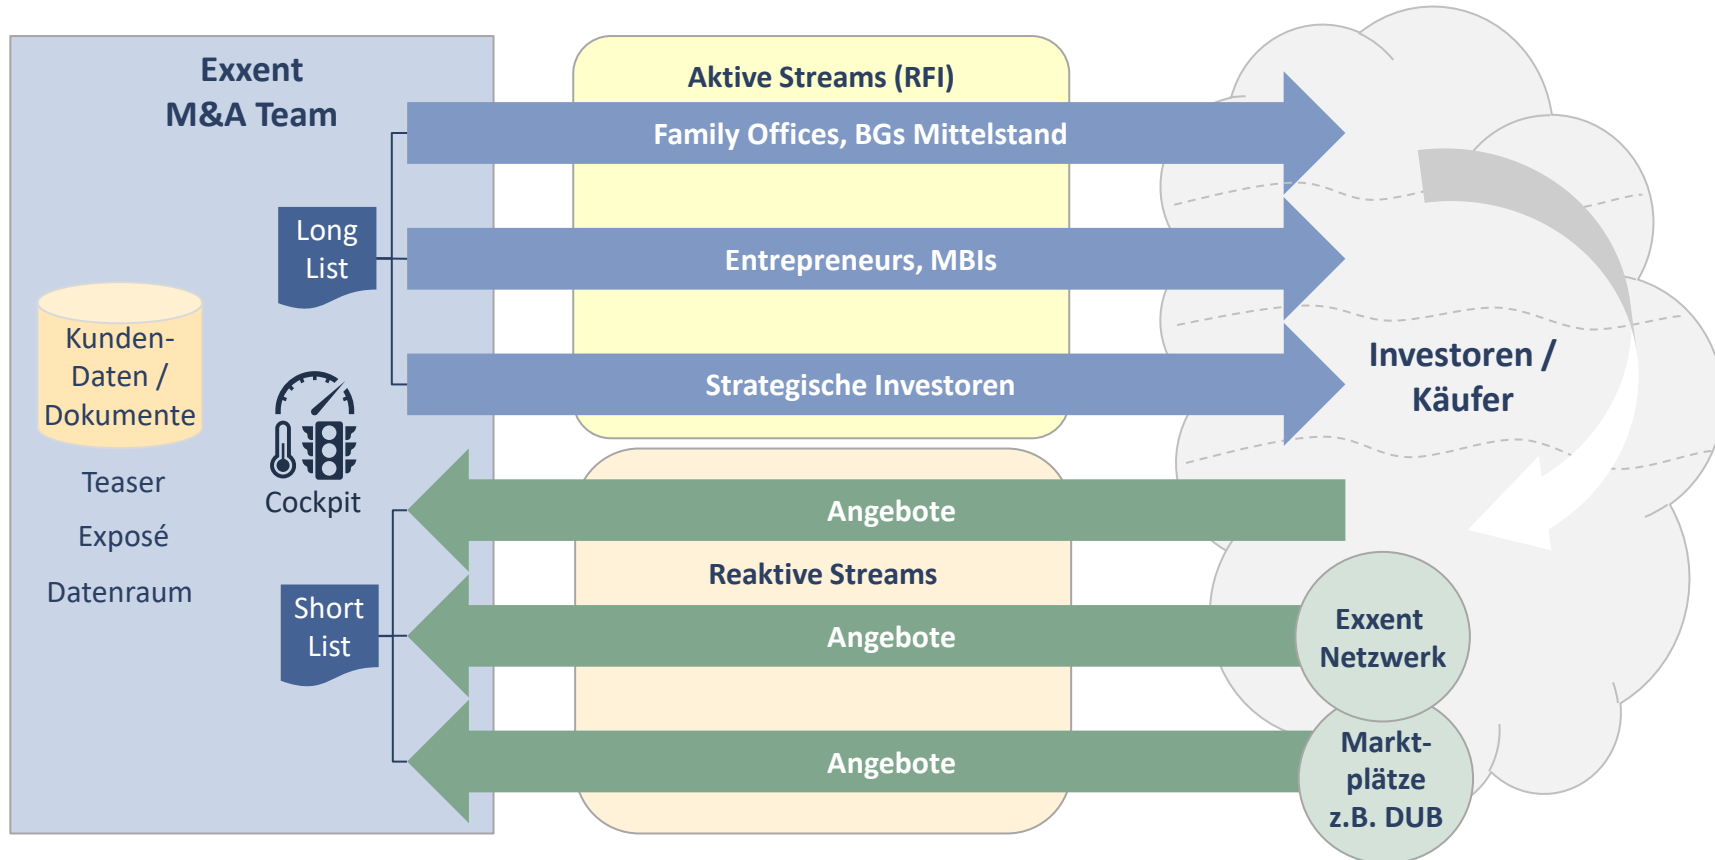 Exxent
M&A Team
Aktive Streams (RFI)
Family Offices, BGs Mittelstand
Long
List
Entrepreneurs, MBIs
Kunden-
Daten /
Dokumente
Strategische Investoren
Investoren /
Käufer
Cockpit
Teaser
Exposé
Datenraum
Angebote
Reaktive Streams
Short
List
Angebote
Exxent
Netzwerk
Angebote
Markt-
plätze
z.B. DUB